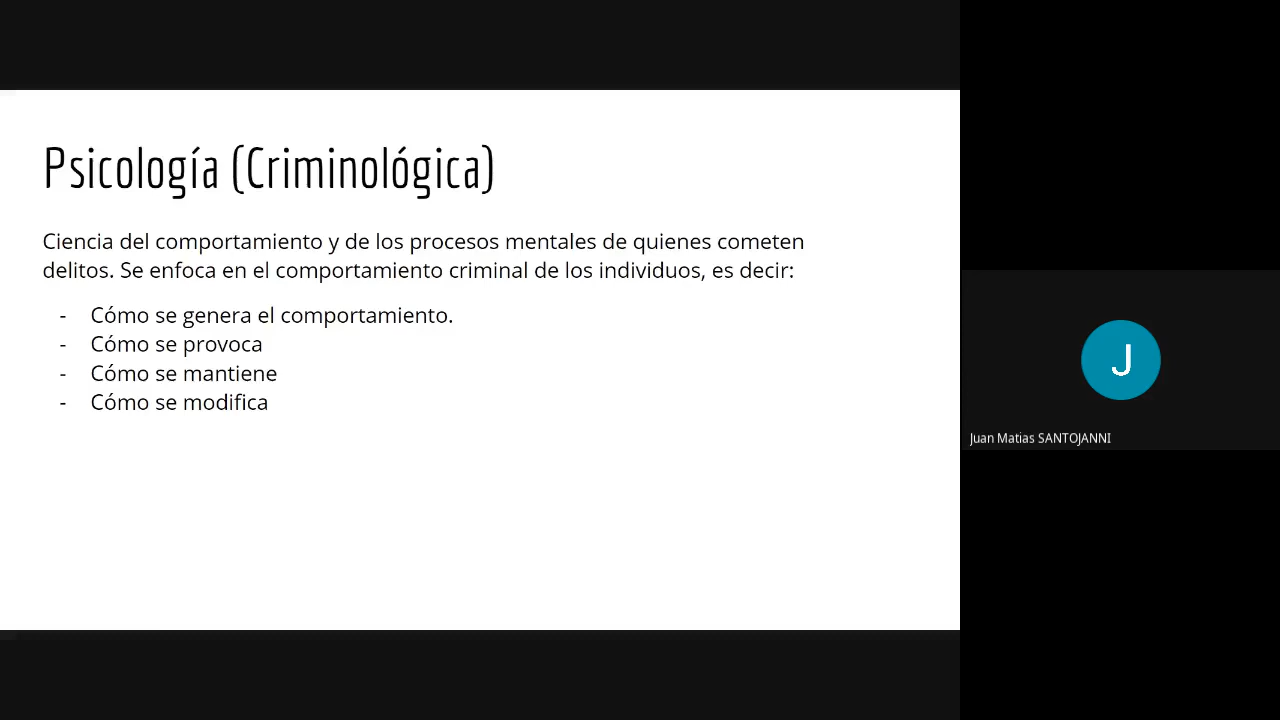 Psicología (Criminológica)
Ciencia del comportamiento y de los procesos mentales de quienes cometen
delitos. Se enfoca en el comportamiento criminal de los individuos, es decir:
- Cómo se genera el comportamiento.
- Cómo se provoca
- Cómo se mantiene
- Cómo se modifica
J
Juan Matias SANTOJANNI